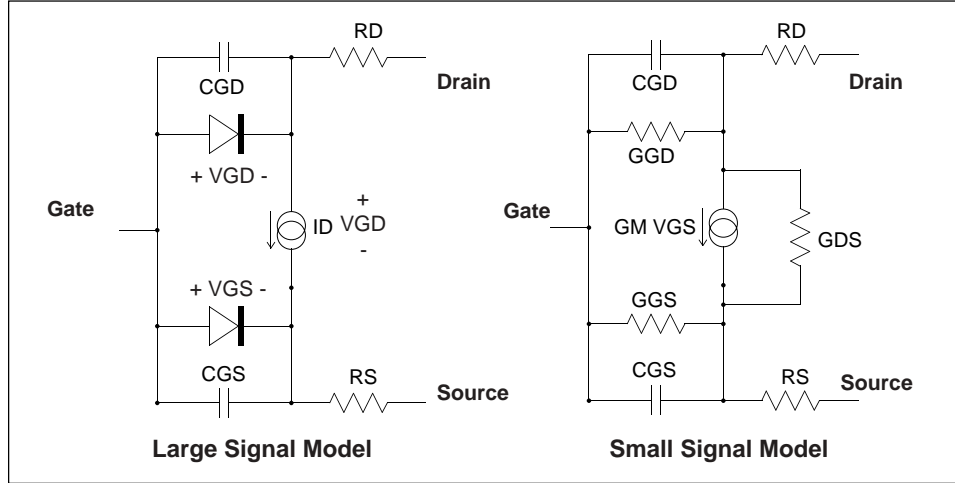 RD
CGD
Drain
+ VGD -
Gate
+
ID VGD
-
+ VGS -
CGS
RS
Source
Large Signal Model
RD
CGD
Drain
GGD
Gate
GM VGS
GDS
GGS
CGS
RS
Source
Small Signal Model